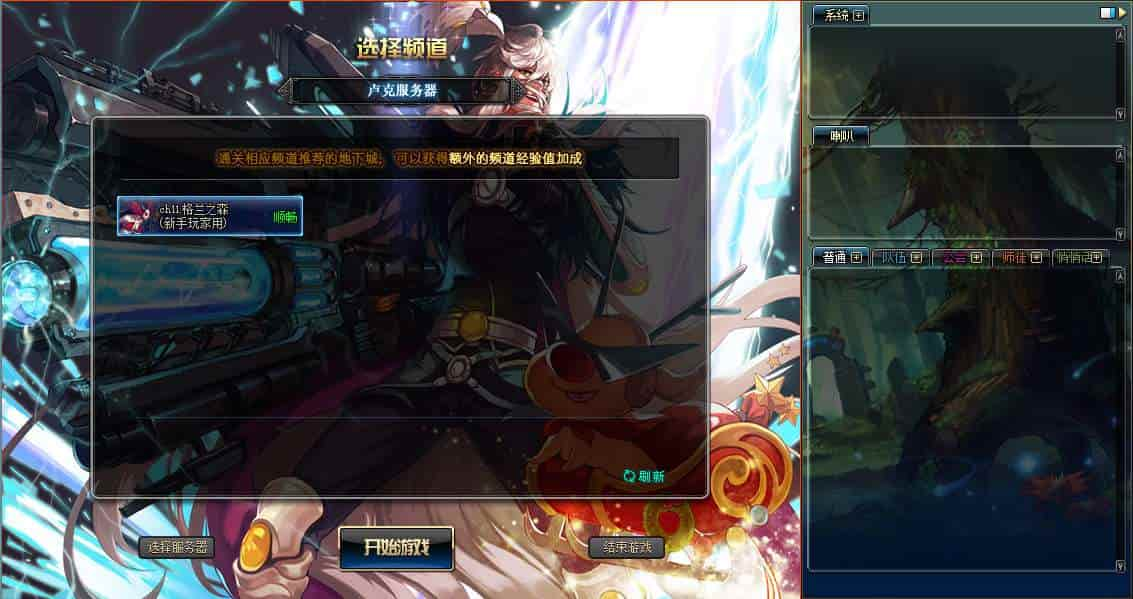 选择频道
卢克服务器
通关相应频道推荐的地下城，可以获得额外的频道经验值加成
ch11.格兰之森
(新手玩家用)
顺畅
刷新
选择服务器
开始游戏
结束游戏
系统
喇叭
普通 队伍 公会 师徒 悄悄话